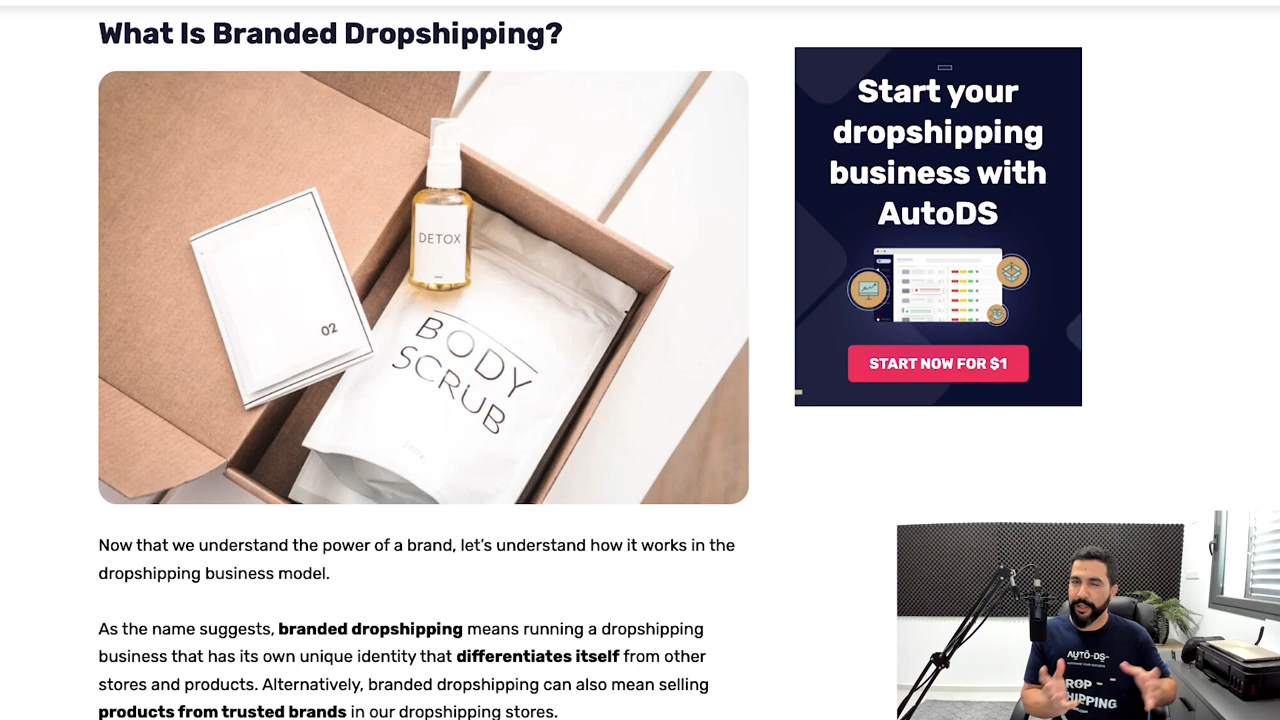 What Is Branded Dropshipping?
DETOX
02
BODY
SCRUB
Start your
dropshipping
business with
AutoDS
START NOW FOR $1
Now that we understand the power of a brand, let's understand how it works in the
dropshipping business model.
As the name suggests, branded dropshipping means running a dropshipping
business that has its own unique identity that differentiates itself from other
stores and products. Alternatively, branded dropshipping can also mean selling
products from trusted brands in our dropshipping stores.
AUTO-DS-